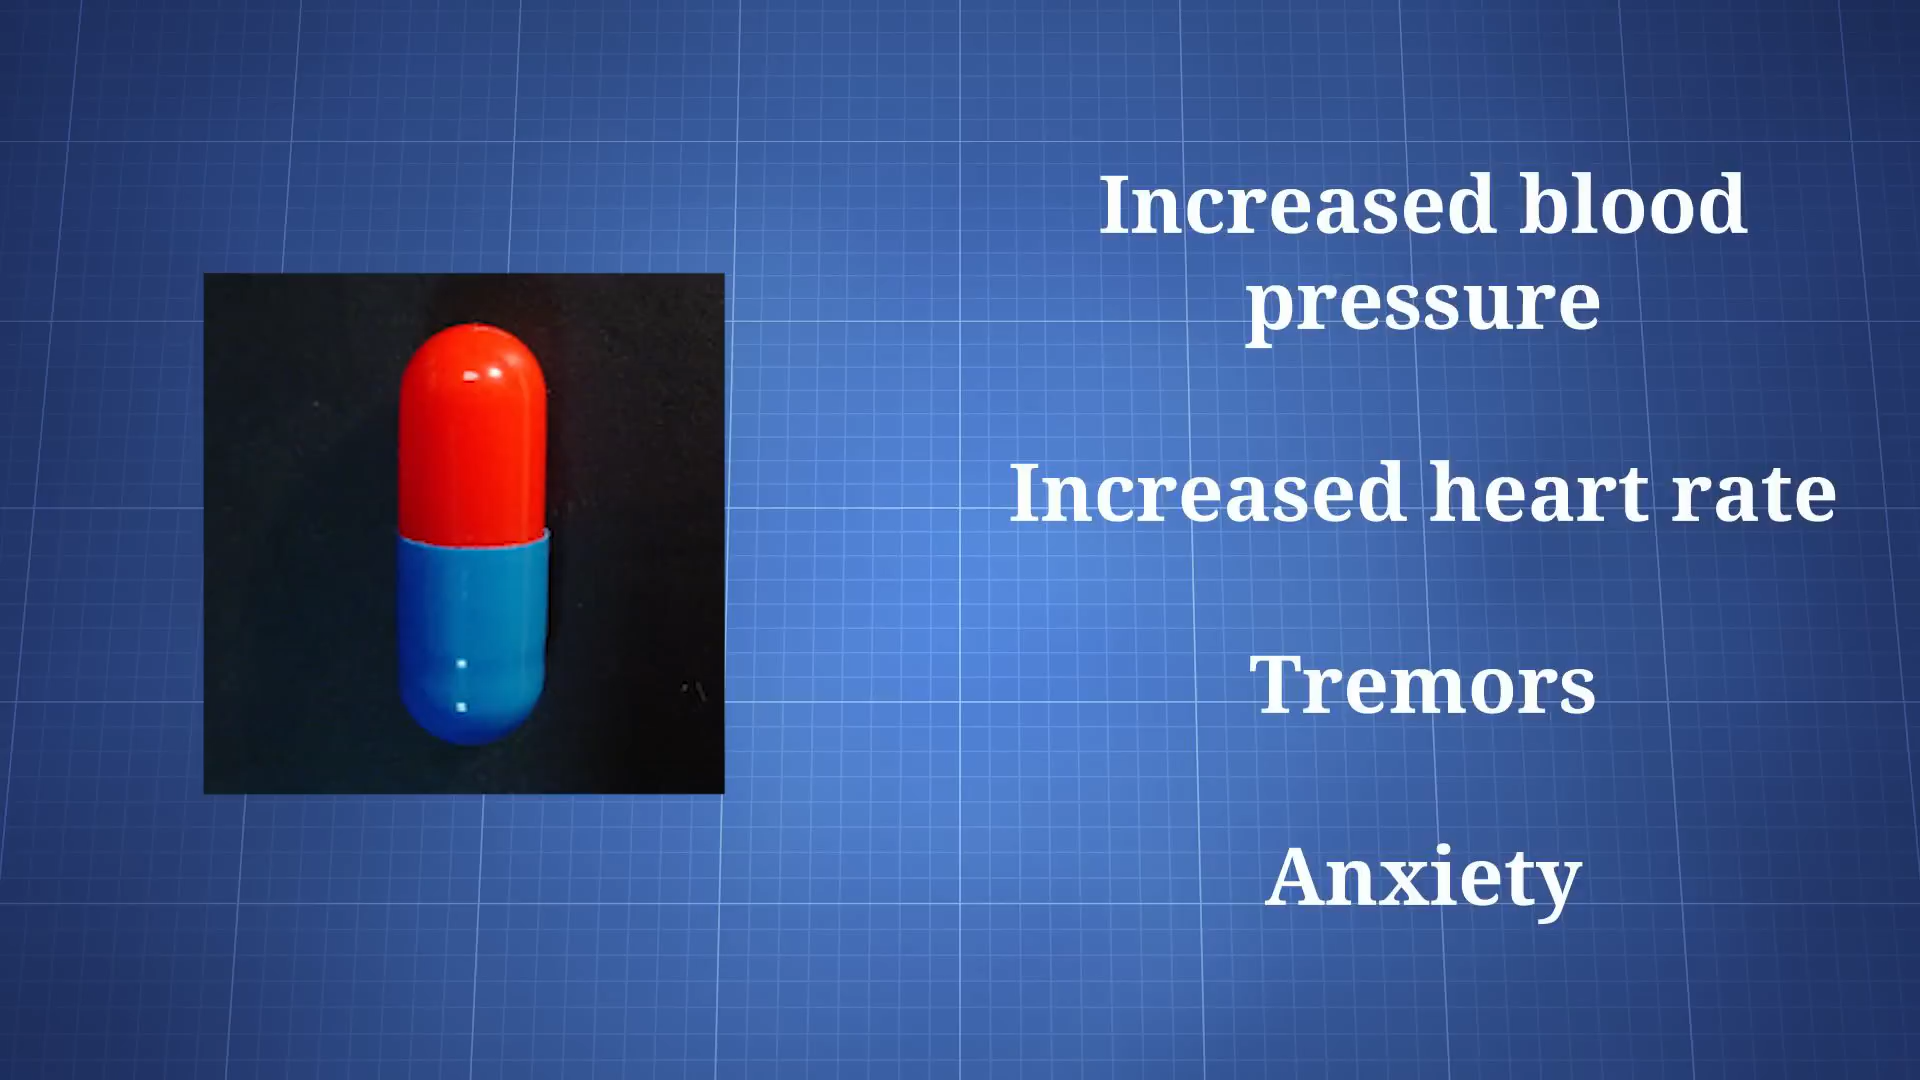 Increased blood
pressure
Increased heart rate
Tremors
Anxiety